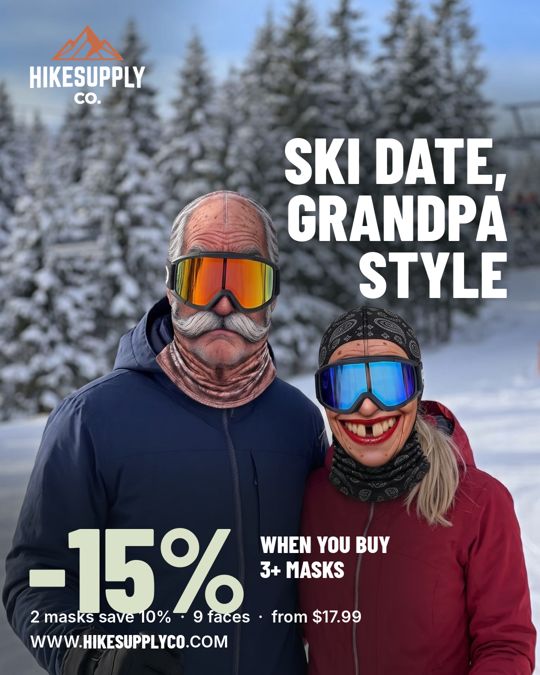 HIKESUPPLY
CO.
SKI DATE,
GRANDPA
STYLE
-15%
WHEN YOU BUY
3+ MASKS
2 masks save 10% · 9 faces · from $17.99
WWW.HIKESUPPLYCO.COM